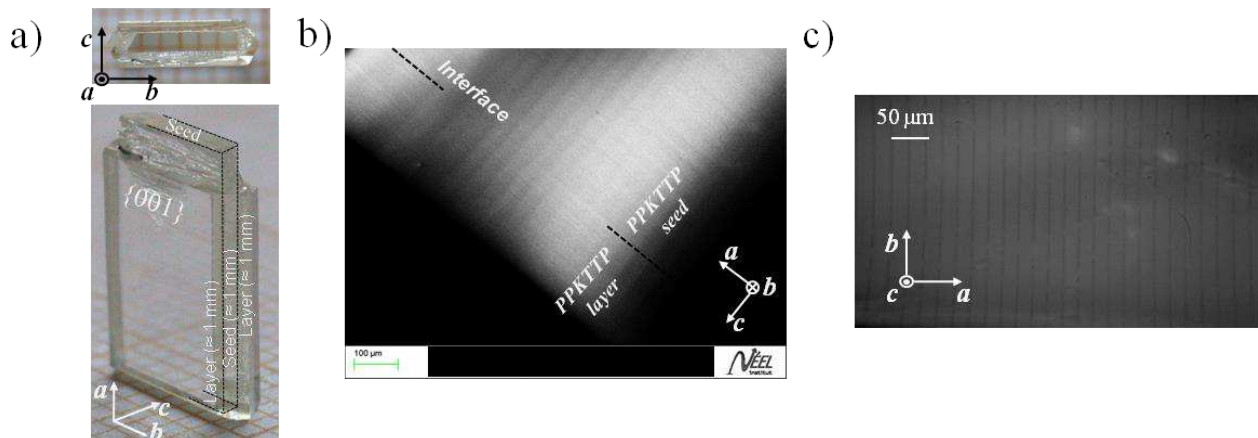 a)
c
a
b
Seed
{001}
Layer (≈ 1 mm)
Seed (≈ 1 mm)
Layer (≈ 1 mm)
a
c
b
b)
Interface
PPKTTP
seed
PPKTTP
layer
a
b
c
100 µm
NÉEL
institut
c)
50 µm
b
c
a